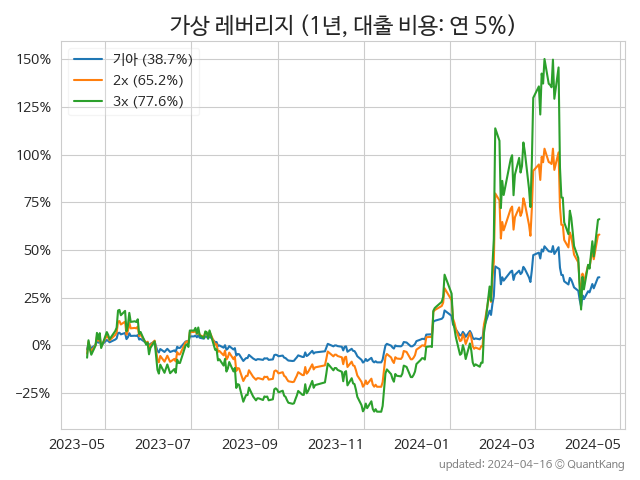 가상 레버리지 (1년, 대출 비용: 연 5%)
기아 (38.7%)
2x (65.2%)
3x (77.6%)
150%
125%
100%
75%
50%
25%
0%
−25%
2023-05 2023-07 2023-09 2023-11 2024-01 2024-03 2024-05
updated: 2024-04-16 © QuantKang